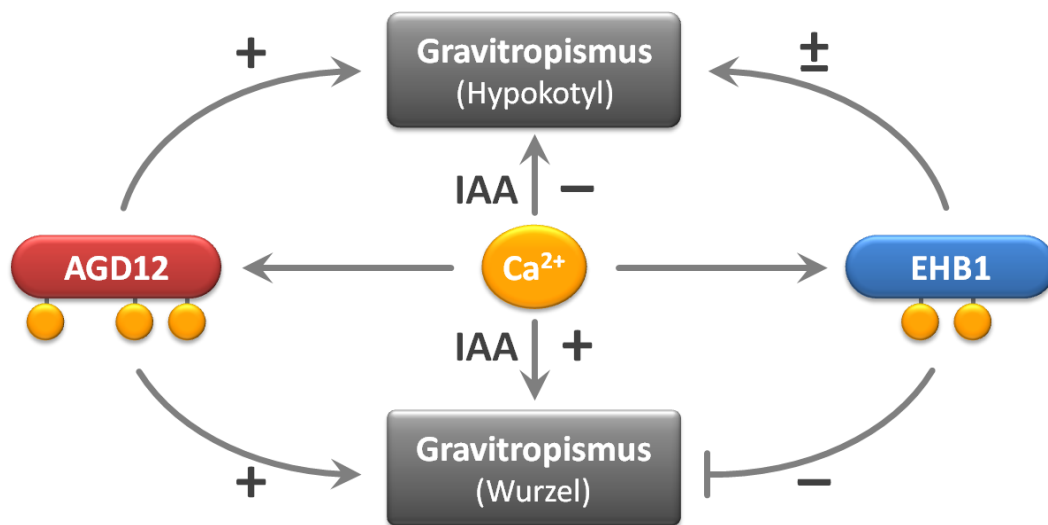 +
Gravitropismus
(Hypokotyl)
±
IAA −
AGD12
Ca²⁺
EHB1
IAA +
Gravitropismus
(Wurzel)
+
−